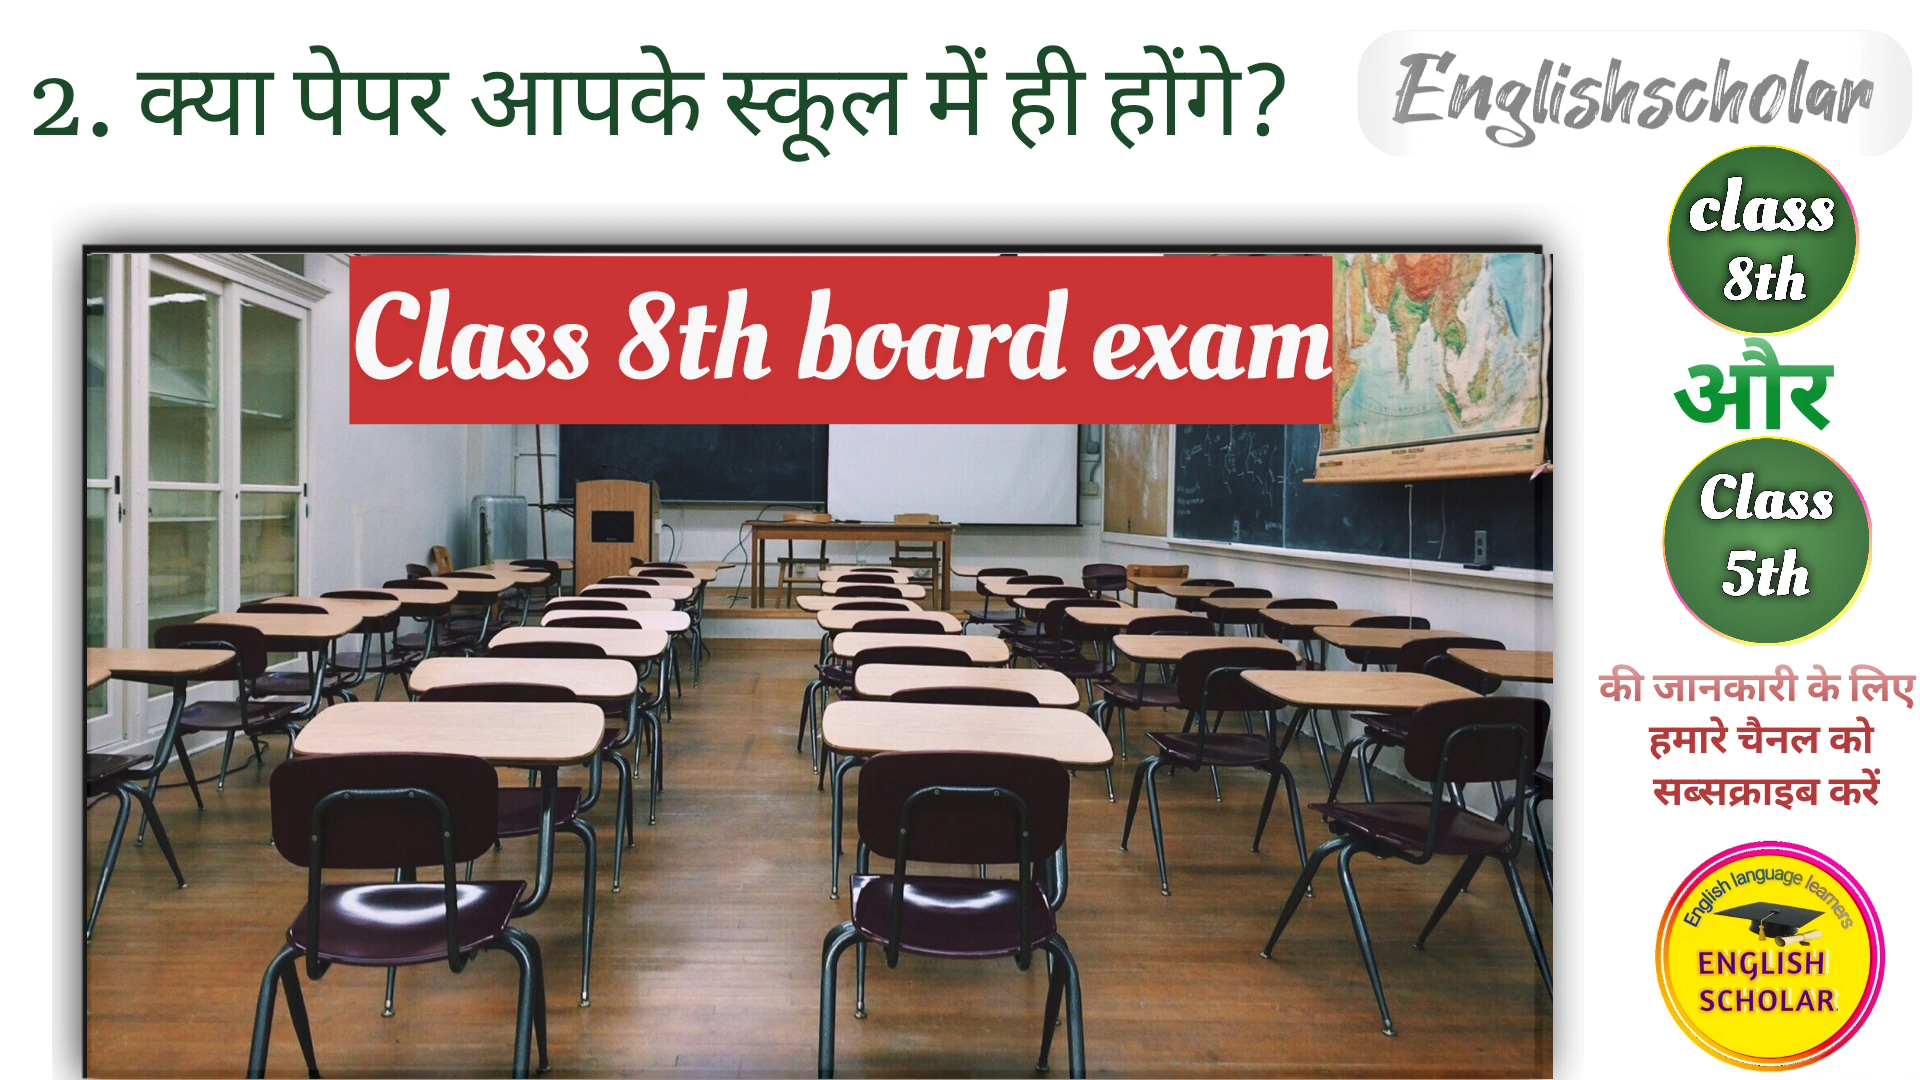 2. क्या पेपर आपके स्कूल में ही होंगे?
Englishscholar
Class 8th board exam
class
8th
और
Class
5th
की जानकारी के लिए
हमारे चैनल को
सब्सक्राइब करें
English language learners
ENGLISH
SCHOLAR